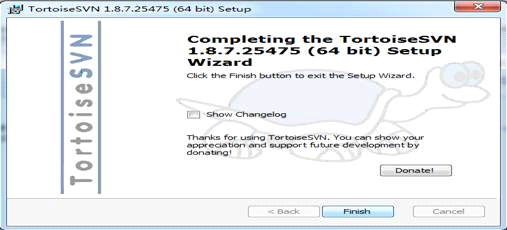 TortoiseSVN 1.8.7.25475 (64 bit) Setup
TortoiseSVN
Completing the TortoiseSVN
1.8.7.25475 (64 bit) Setup
Wizard
Click the Finish button to exit the Setup Wizard.
Show Changelog
Thanks for using TortoiseSVN. You can show your
appreciation and support future development by
donating!
Donate!
< Back
Finish
Cancel